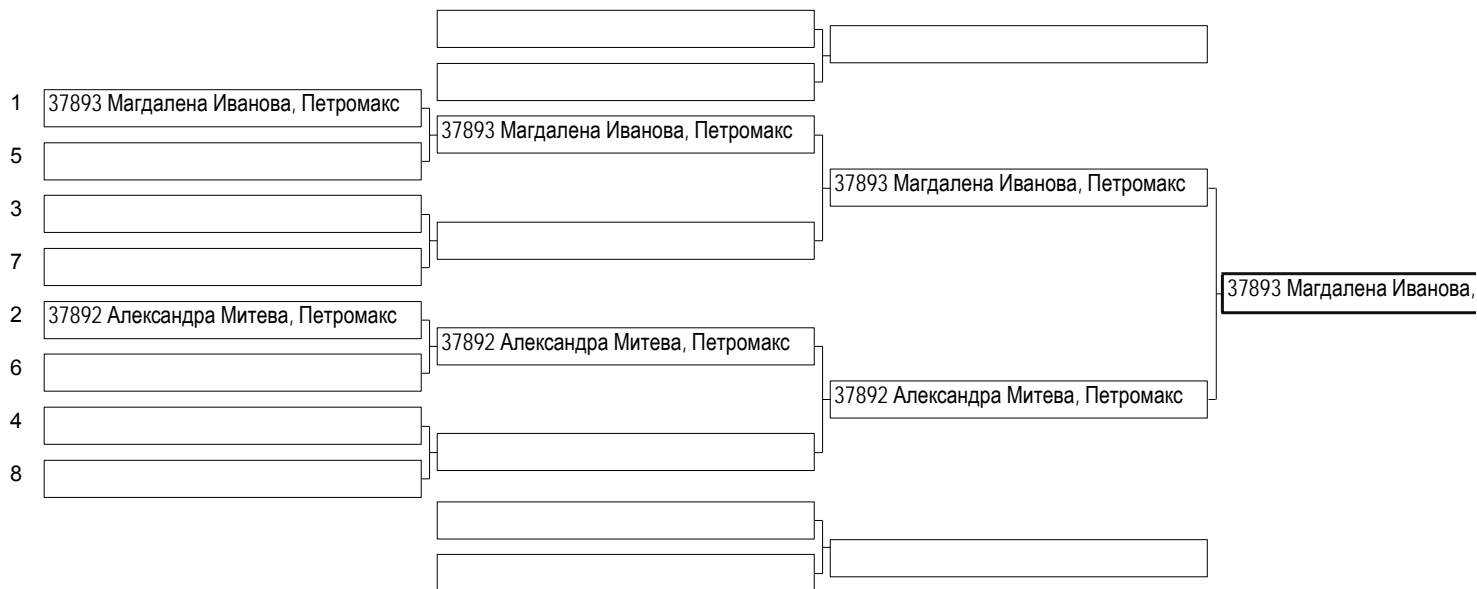 1 37893 Магдалена Иванова, Петромакс
5
3
7
2 37892 Александра Митева, Петромакс
6
4
8
37893 Магдалена Иванова, Петромакс
37892 Александра Митева, Петромакс
37893 Магдалена Иванова, Петромакс
37892 Александра Митева, Петромакс
37893 Магдалена Иванова,